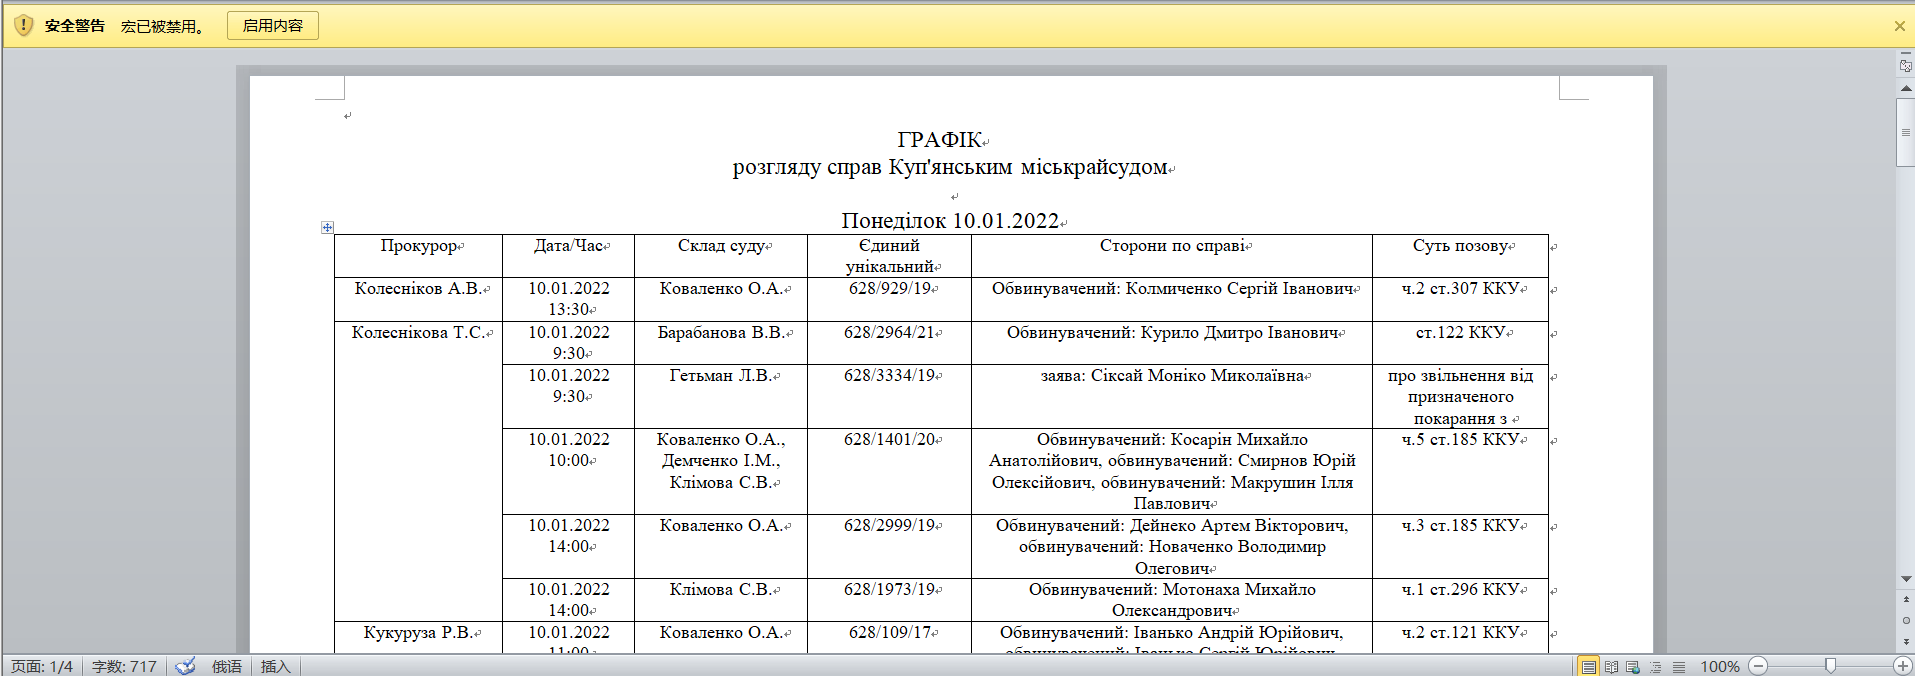 安全警告 宏已被禁用。 启用内容
ГРАФІК
розгляду справ Куп'янським міськрайсудом
Понеділок 10.01.2022
Прокурор Дата/Час Склад суду Єдиний унікальний Сторони по справі Суть позову
Колесніков А.В. 10.01.2022 13:30 Коваленко О.А. 628/929/19 Обвинувачений: Колмиченко Сергій Іванович ч.2 ст.307 ККУ
Колеснікова Т.С. 10.01.2022 9:30 Барабанова В.В. 628/2964/21 Обвинувачений: Курило Дмитро Іванович ст.122 ККУ
10.01.2022 9:30 Гетьман Л.В. 628/3334/19 заява: Сіксай Моніко Миколаївна про звільнення від призначеного покарання з
10.01.2022 10:00 Коваленко О.А., Демченко І.М., Клімова С.В. 628/1401/20 Обвинувачений: Косарін Михайло Анатолійович, обвинувачений: Смирнов Юрій Олексійович, обвинувачений: Макрушин Ілля Павлович ч.5 ст.185 ККУ
10.01.2022 14:00 Коваленко О.А. 628/2999/19 Обвинувачений: Дейнеко Артем Вікторович, обвинувачений: Новаченко Володимир Олегович ч.3 ст.185 ККУ
10.01.2022 14:00 Клімова С.В. 628/1973/19 Обвинувачений: Мотонаха Михайло Олександрович ч.1 ст.296 ККУ
Кукуруза Р.В. 10.01.2022 11:00 Коваленко О.А. 628/109/17 Обвинувачений: Іванько Андрій Юрійович, обвинувачений: Іванько Сергій Юрійович ч.2 ст.121 ККУ
页面: 1/4 字数: 717 俄语 插入 100%